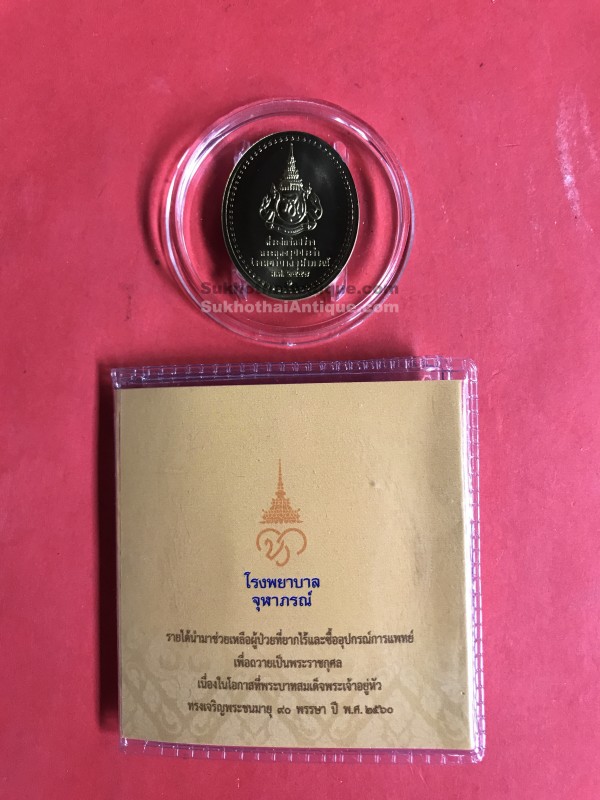 SukhothaiAntique.com
SukhothaiAntique.com
โรงพยาบาล
จุฬาภรณ์
รายได้นำมาช่วยเหลือผู้ป่วยที่ยากไร้และซื้ออุปกรณ์การแพทย์
เพื่อถวายเป็นพระราชกุศล
เนื่องในโอกาสที่พระบาทสมเด็จพระเจ้าอยู่หัว
ทรงเจริญพระชนมายุ ๙๐ พรรษา ปี พ.ศ.๒๕๖๐